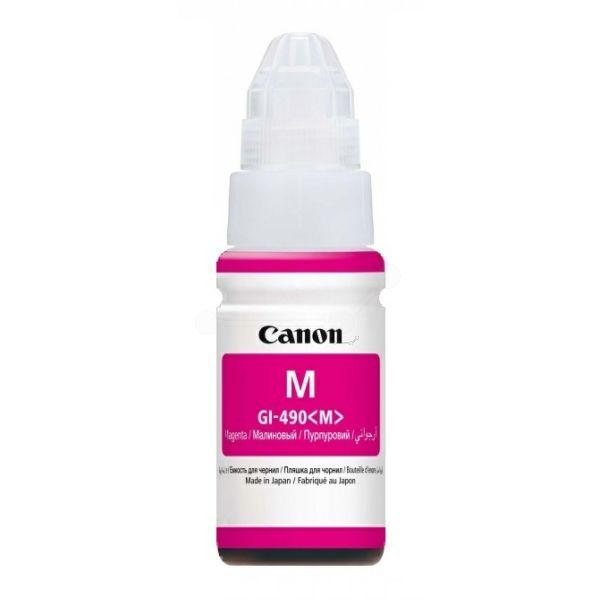 Canon
M
GI-490<M>
Magenta / Малиновый / Пурпуровий / أرجواني
Емкость для чернил / Пляшка для чорнил / Bouteille d'encre
Made in Japan / Fabriqué au Japon